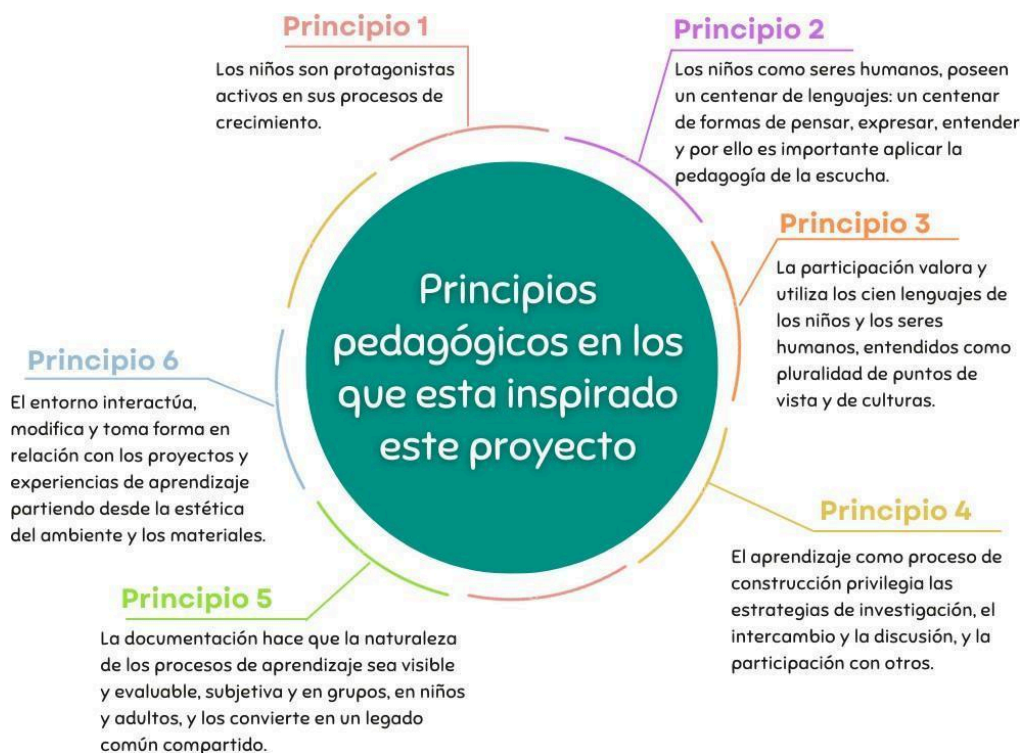 Principio 1
Los niños son protagonistas
activos en sus procesos de
crecimiento.
Principio 2
Los niños como seres humanos, poseen
un centenar de lenguajes: un centenar
de formas de pensar, expresar, entender
y por ello es importante aplicar la
pedagogía de la escucha.
Principio 3
La participación valora y
utiliza los cien lenguajes de
los niños y los seres
humanos, entendidos como
pluralidad de puntos de
vista y de culturas.
Principios
pedagógicos en los
que esta inspirado
este proyecto
Principio 4
El aprendizaje como proceso de
construcción privilegia las
estrategias de investigación, el
intercambio y la discusión, y la
participación con otros.
Principio 5
La documentación hace que la naturaleza
de los procesos de aprendizaje sea visible
y evaluable, subjetiva y en grupos, en niños
y adultos, y los convierte en un legado
común compartido.
Principio 6
El entorno interactúa,
modifica y toma forma en
relación con los proyectos y
experiencias de aprendizaje
partiendo desde la estética
del ambiente y los materiales.